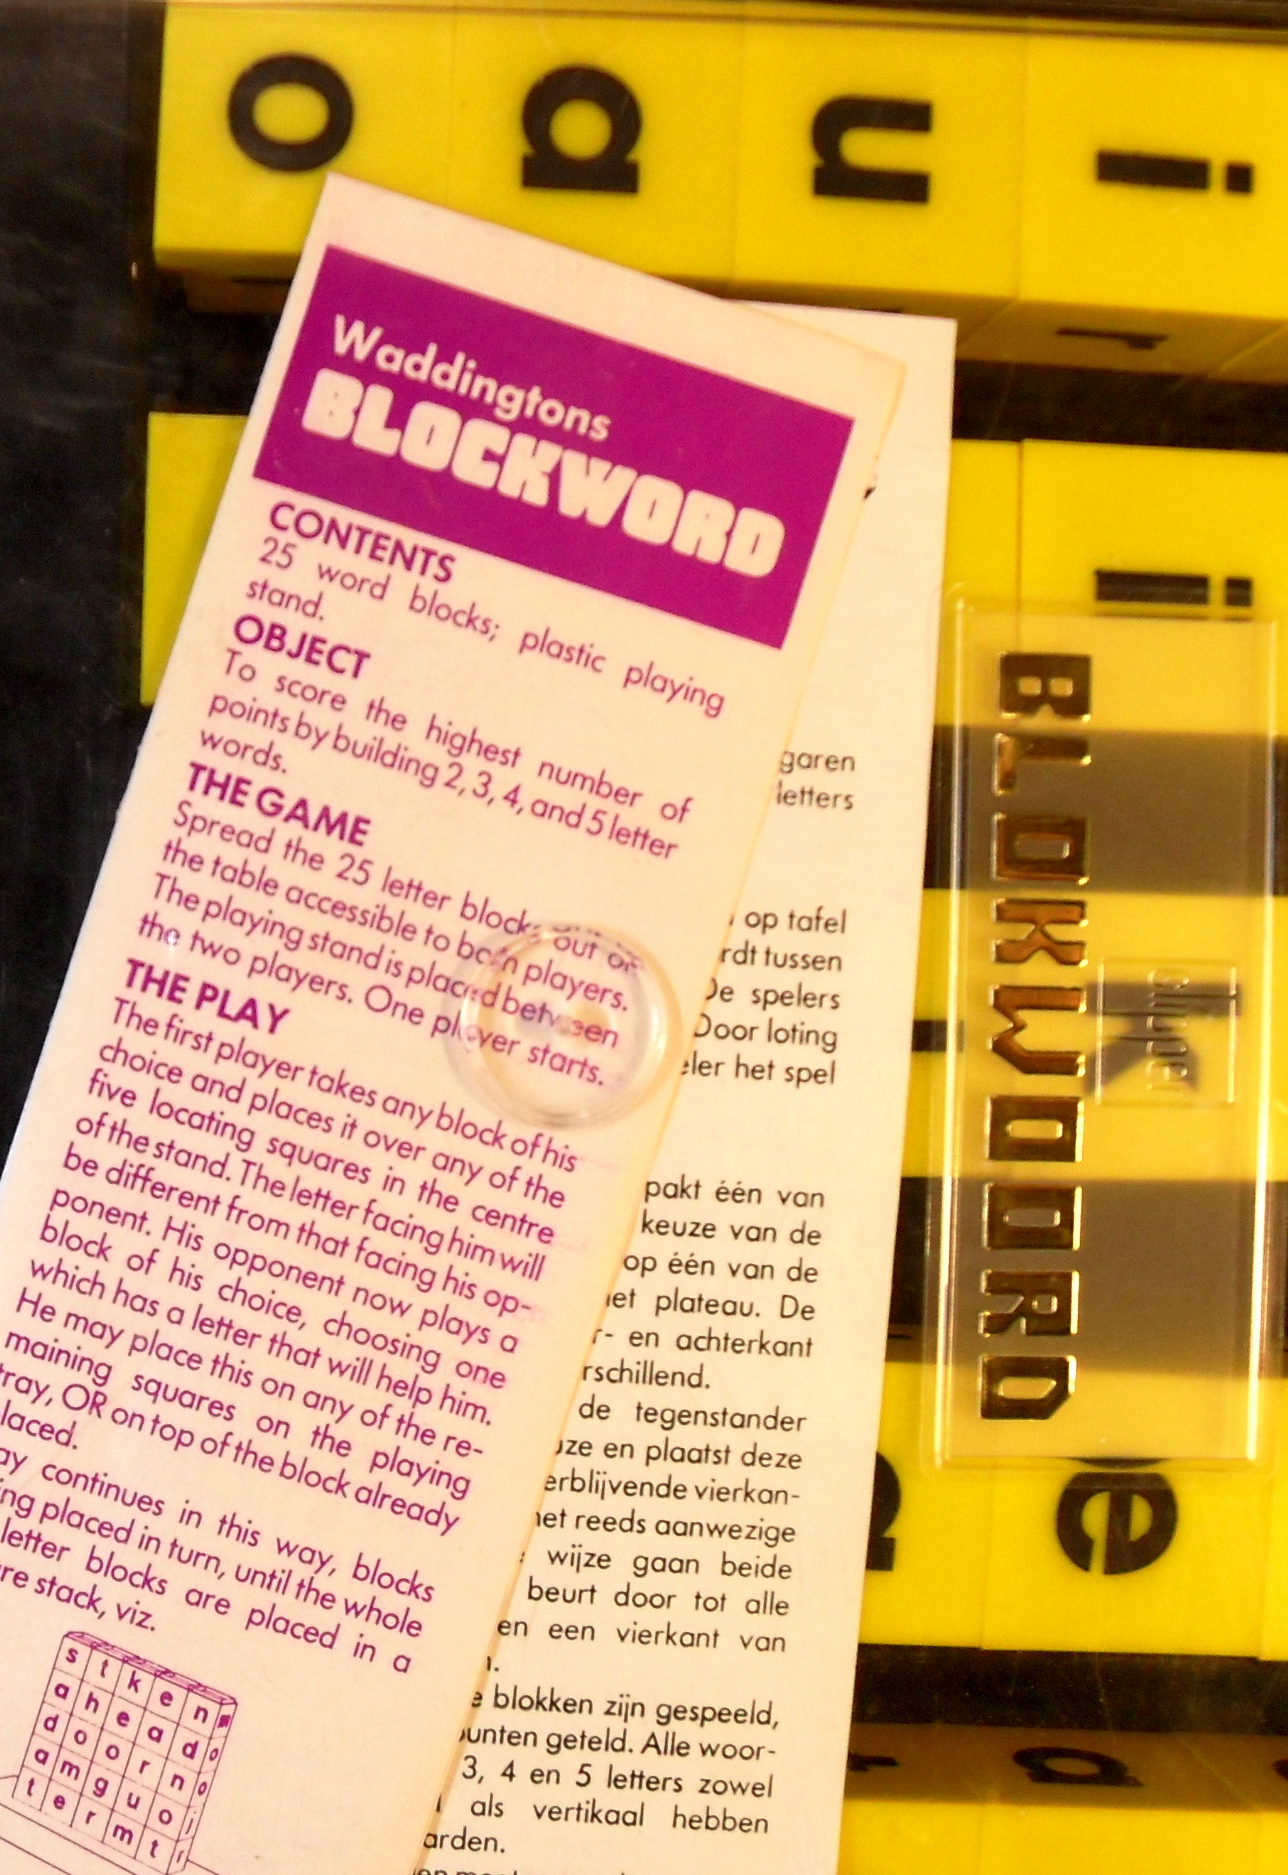 o
a
n
i
r
Waddingtons
BLOCKWORD
CONTENTS
25 word blocks; plastic playing
stand.
OBJECT
To score the highest number of
points by building 2, 3, 4, and 5 letter
words.
THE GAME
Spread the 25 letter blocks out on
the table accessible to both players.
The playing stand is placed between
the two players. One player starts.
THE PLAY
The first player takes any block of his
choice and places it over any of the
five locating squares in the centre
of the stand. The letter facing him will
be different from that facing his op-
ponent. His opponent now plays a
block of his choice, choosing one
which has a letter that will help him.
He may place this on any of the re-
maining squares on the playing
tray, OR on top of the block already
continues in this way, blocks
placed in turn, until the whole
letter blocks are placed in a
stack, viz.
s t k e n
a h e a d
d o o r n
a m g u o
t e r m t
letters
op tafel
tussen
De spelers
Door loting
het spel
pakt één van
keuze van de
op één van de
plateau. De
en achterkant
de tegenstander
en plaatst deze
reeds aanwezige
wijze gaan beide
beurt door tot alle
een vierkant van
blokken zijn gespeeld,
geteld. Alle woor-
3, 4 en 5 letters zowel
als vertikaal hebben
i
BLOKWOORD
clipper
e
a